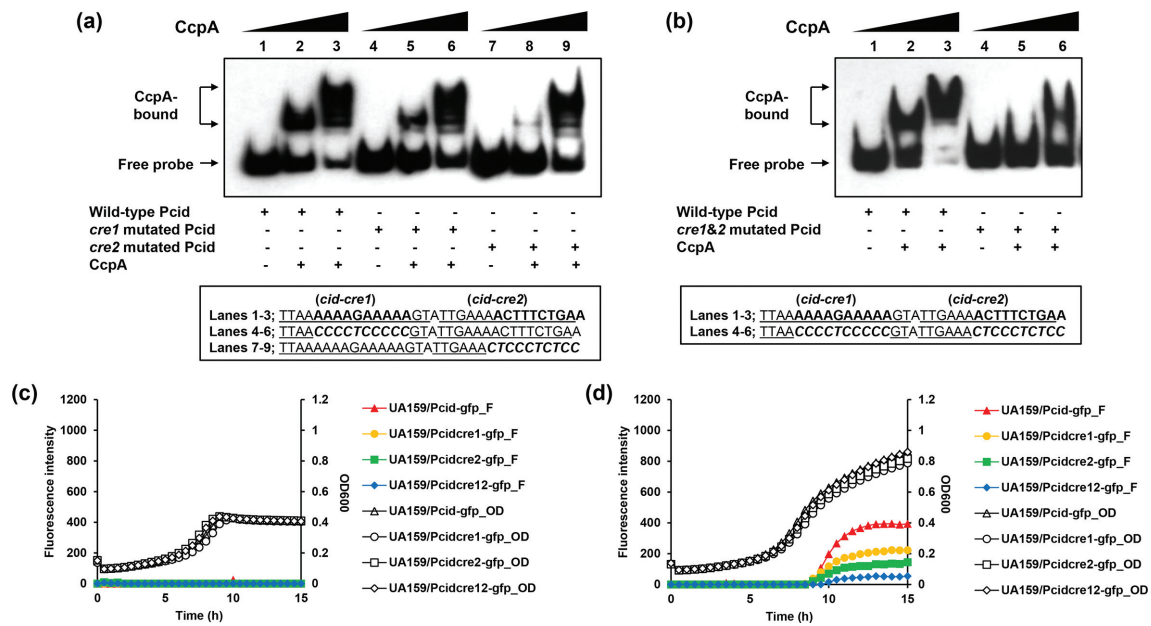 (a)
CcpA
1 2 3 4 5 6 7 8 9
CcpA-
bound
Free probe
Wild-type Pcid + + + - - - - - -
cre1 mutated Pcid - - - + + + - - -
cre2 mutated Pcid - - - - - - + + +
CcpA - + + - + + - + +
(cid-cre1) (cid-cre2)
Lanes 1-3; TTAAAAAAGAAAAAGTATTGAAAACTTTCTGAA
Lanes 4-6; TTAACCCCTCCCCCGTATTGAAAACTTTCTGAA
Lanes 7-9; TTAAAAAAGAAAAAGTATTGAAACTCCCTCTCC
(b)
CcpA
1 2 3 4 5 6
CcpA-
bound
Free probe
Wild-type Pcid + + + - - -
cre1&2 mutated Pcid - - - + + +
CcpA - + + - + +
(cid-cre1) (cid-cre2)
Lanes 1-3; TTAAAAAAGAAAAAGTATTGAAAACTTTCTGAA
Lanes 4-6; TTAACCCCTCCCCCGTATTGAAACTCCCTCTCC
(c)
Fluorescence intensity
1200
1000
800
600
400
200
0
1.2
1
0.8
0.6
0.4
0.2
0
OD600
0 5 10 15
Time (h)
UA159/Pcid-gfp_F
UA159/Pcidcre1-gfp_F
UA159/Pcidcre2-gfp_F
UA159/Pcidcre12-gfp_F
UA159/Pcid-gfp_OD
UA159/Pcidcre1-gfp_OD
UA159/Pcidcre2-gfp_OD
UA159/Pcidcre12-gfp_OD
(d)
Fluorescence intensity
1200
1000
800
600
400
200
0
1.2
1
0.8
0.6
0.4
0.2
0
OD600
0 5 10 15
Time (h)
UA159/Pcid-gfp_F
UA159/Pcidcre1-gfp_F
UA159/Pcidcre2-gfp_F
UA159/Pcidcre12-gfp_F
UA159/Pcid-gfp_OD
UA159/Pcidcre1-gfp_OD
UA159/Pcidcre2-gfp_OD
UA159/Pcidcre12-gfp_OD